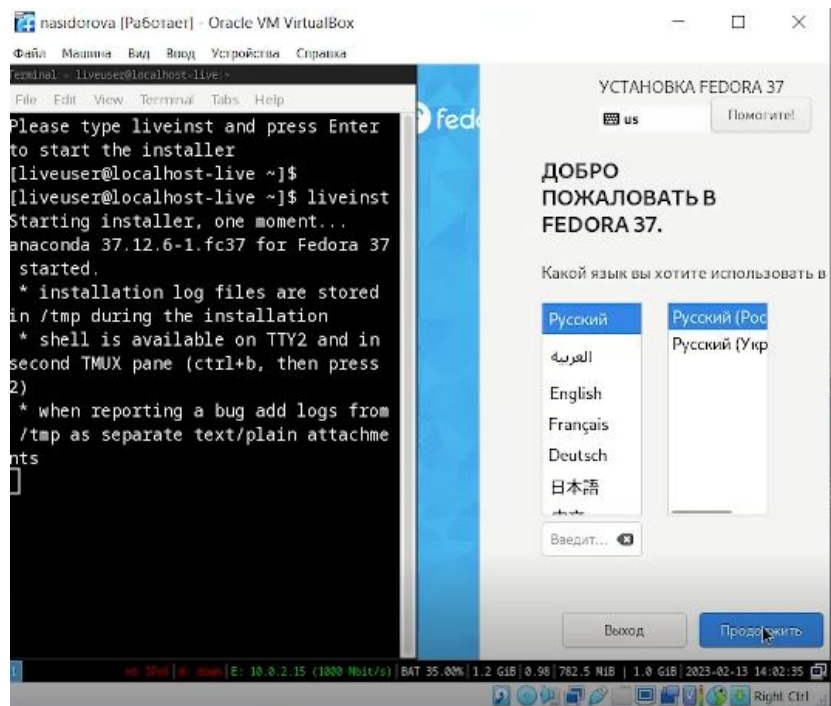 nasidorova [Работает] - Oracle VM VirtualBox
Файл Машина Вид Ввод Устройства Справка
Terminal - liveuser@localhost-live:~
File Edit View Terminal Tabs Help
Please type liveinst and press Enter
to start the installer
[liveuser@localhost-live ~]$
[liveuser@localhost-live ~]$ liveinst
Starting installer, one moment...
anaconda 37.12.6-1.fc37 for Fedora 37
started.
* installation log files are stored
in /tmp during the installation
* shell is available on TTY2 and in
second TMUX pane (ctrl+b, then press
2)
* when reporting a bug add logs from
/tmp as separate text/plain attachme
nts
fed
УСТАНОВКА FEDORA 37
us
Помогите!
ДОБРО
ПОЖАЛОВАТЬ В
FEDORA 37.
Какой язык вы хотите использовать в
Русский
العربية
English
Français
Deutsch
日本語
Русский (Рос
Русский (Укр
Введит...
Выход
Продолжить
1
no IPv6 | W: down | E: 10.0.2.15 (1000 Mbit/s) | BAT 35.00% | 1.2 GiB | 0.98 | 782.5 MiB | 1.0 GiB | 2023-02-13 14:02:35
Right Ctrl